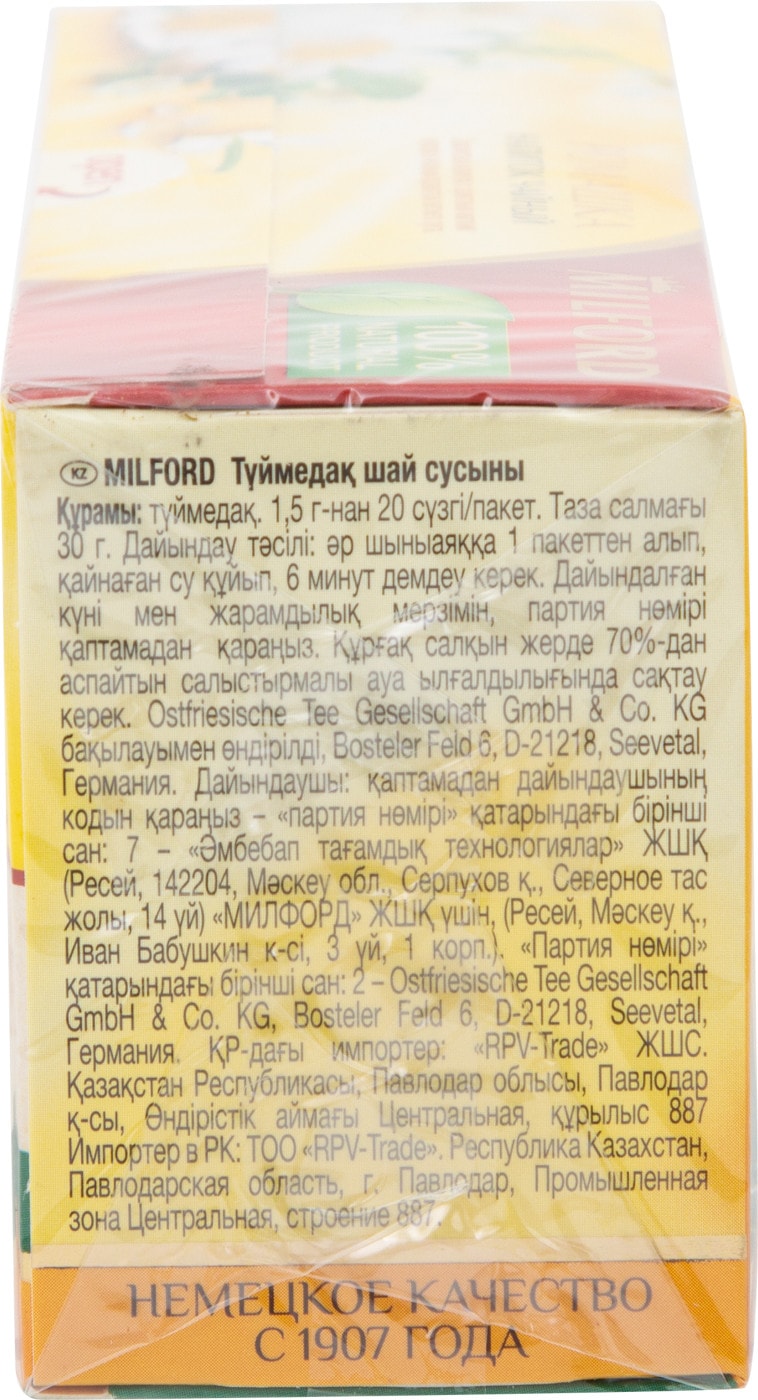 MILFORD
100%
NATURAL
PRODUCT
KZ MILFORD Түймедақ шай сусыны
Құрамы: түймедақ. 1,5 г-нан 20 сүзгі/пакет. Таза салмағы
30 г. Дайындау тәсілі: әр шыныаяққа 1 пакеттен алып,
қайнаған су құйып, 6 минут демдеу керек. Дайындалған
күні мен жарамдылық мерзімін, партия нөмірі
қаптамадан қараңыз. Құрғақ салқын жерде 70%-дан
аспайтын салыстырмалы ауа ылғалдылығында сақтау
керек. Ostfriesische Tee Gesellschaft GmbH & Co. KG
бақылауымен өндірілді, Bosteler Feld 6, D-21218, Seevetal,
Германия. Дайындаушы: қаптамадан дайындаушының
кодын қараңыз – «партия нөмірі» қатарындағы бірінші
сан: 7 – «Әмбебап тағамдық технологиялар» ЖШҚ
(Ресей, 142204, Мәскеу обл., Серпухов қ., Северное тас
жолы, 14 үй) «МИЛФОРД» ЖШҚ үшін, (Ресей, Мәскеу қ.,
Иван Бабушкин к-сі, 3 үй, 1 корп.). «Партия нөмірі»
қатарындағы бірінші сан: 2 – Ostfriesische Tee Gesellschaft
GmbH & Co. KG, Bosteler Feld 6, D-21218, Seevetal,
Германия. ҚР-дағы импортер: «RPV-Trade» ЖШС.
Қазақстан Республикасы, Павлодар облысы, Павлодар
қ-сы, Өндірістік аймағы Центральная, құрылыс 887
Импортер в РК: ТОО «RPV-Trade». Республика Казахстан,
Павлодарская область, г. Павлодар, Промышленная
зона Центральная, строение 887.
НЕМЕЦКОЕ КАЧЕСТВО
С 1907 ГОДА